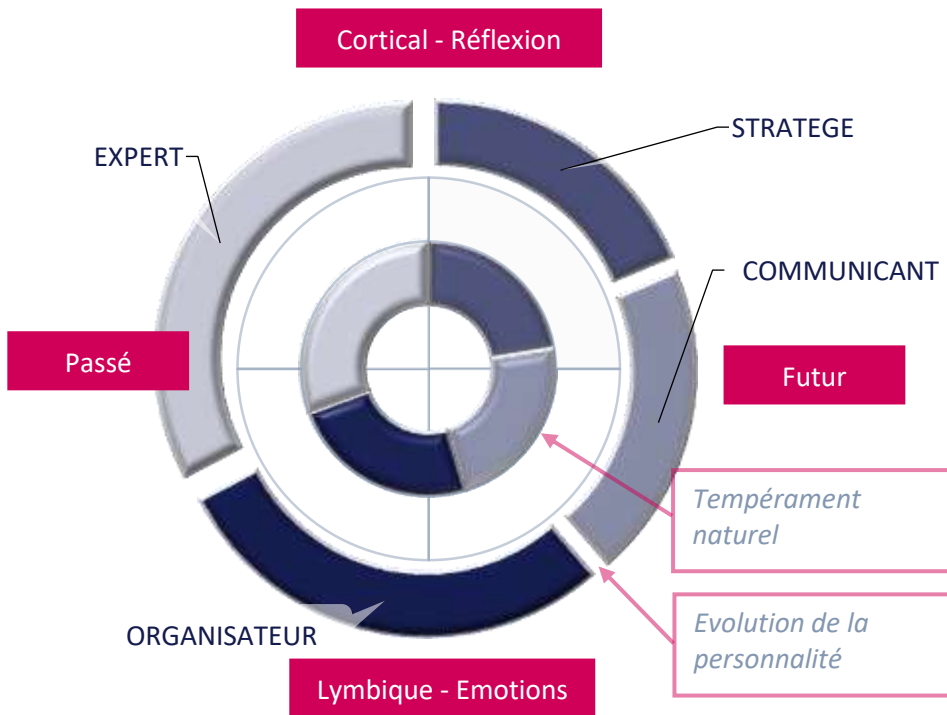 Cortical - Réflexion
STRATEGE
EXPERT
COMMUNICANT
Passé
Futur
Tempérament
naturel
Evolution de la
personnalité
ORGANISATEUR
Lymbique - Emotions